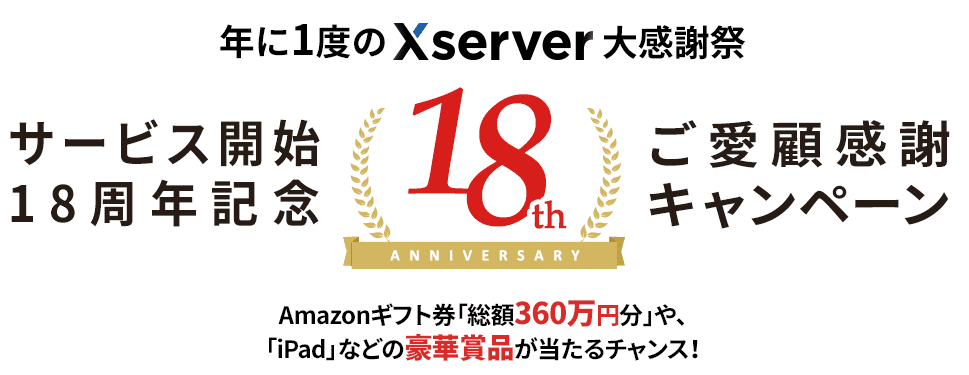 年に1度のXserver大感謝祭
サービス開始
18周年記念
18th
ANNIVERSARY
ご愛顧感謝
キャンペーン
Amazonギフト券「総額360万円分」や、
「iPad」などの豪華賞品が当たるチャンス！